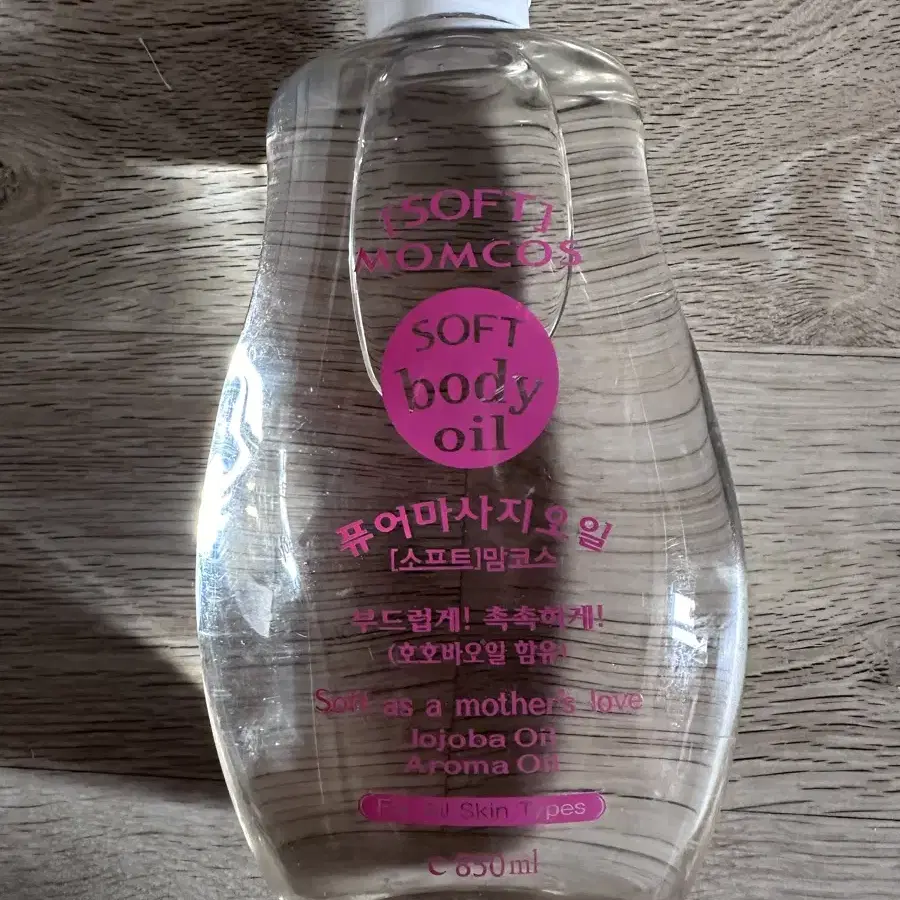 [SOFT]
MOMCOS
SOFT
body
oil
퓨어마사지오일
[소프트]맘코스
부드럽게! 촉촉하게!
(호호바오일 함유)
Soft as a mother's love
Jojoba Oil
Aroma Oil
For All Skin Types
e 850ml